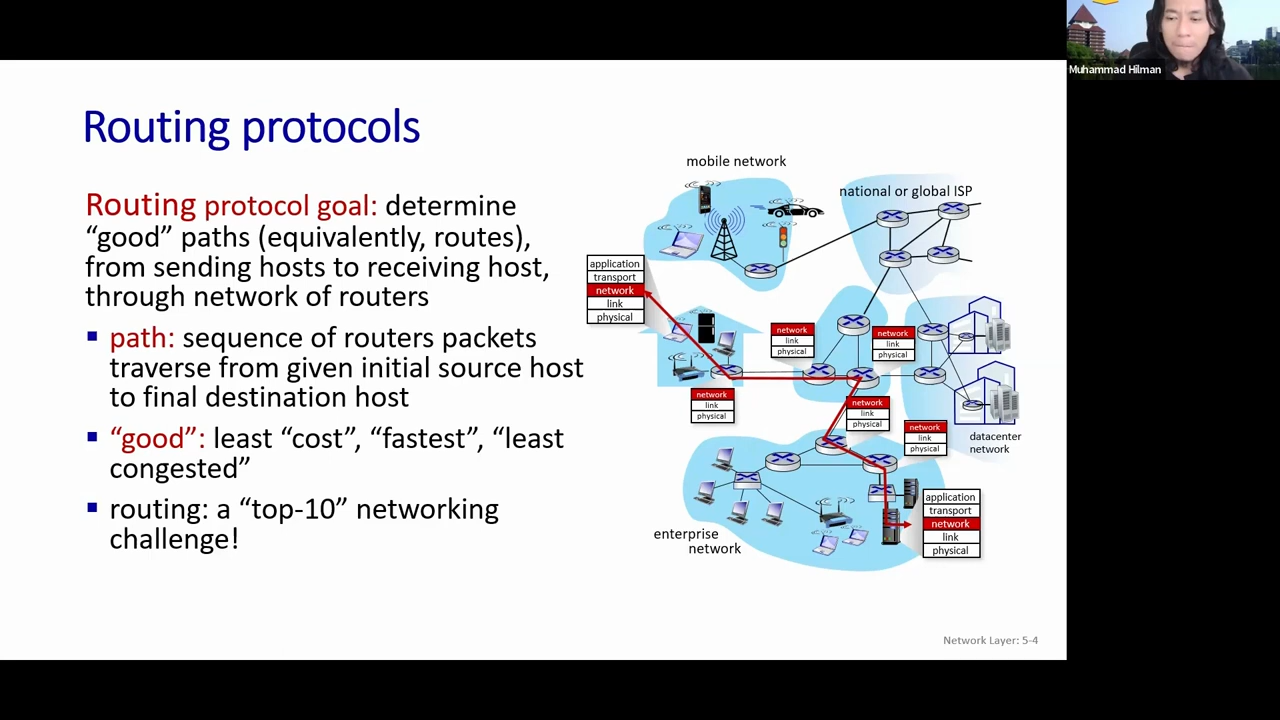 Muhammad Hilman
Routing protocols
Routing protocol goal: determine
“good” paths (equivalently, routes),
from sending hosts to receiving host,
through network of routers
▪ path: sequence of routers packets
traverse from given initial source host
to final destination host
▪ “good”: least “cost”, “fastest”, “least
congested”
▪ routing: a “top-10” networking
challenge!
mobile network
national or global ISP
application
transport
network
link
physical
network
link
physical
network
link
physical
network
link
physical
network
link
physical
network
link
physical
datacenter
network
application
transport
network
link
physical
enterprise
network
Network Layer: 5-4